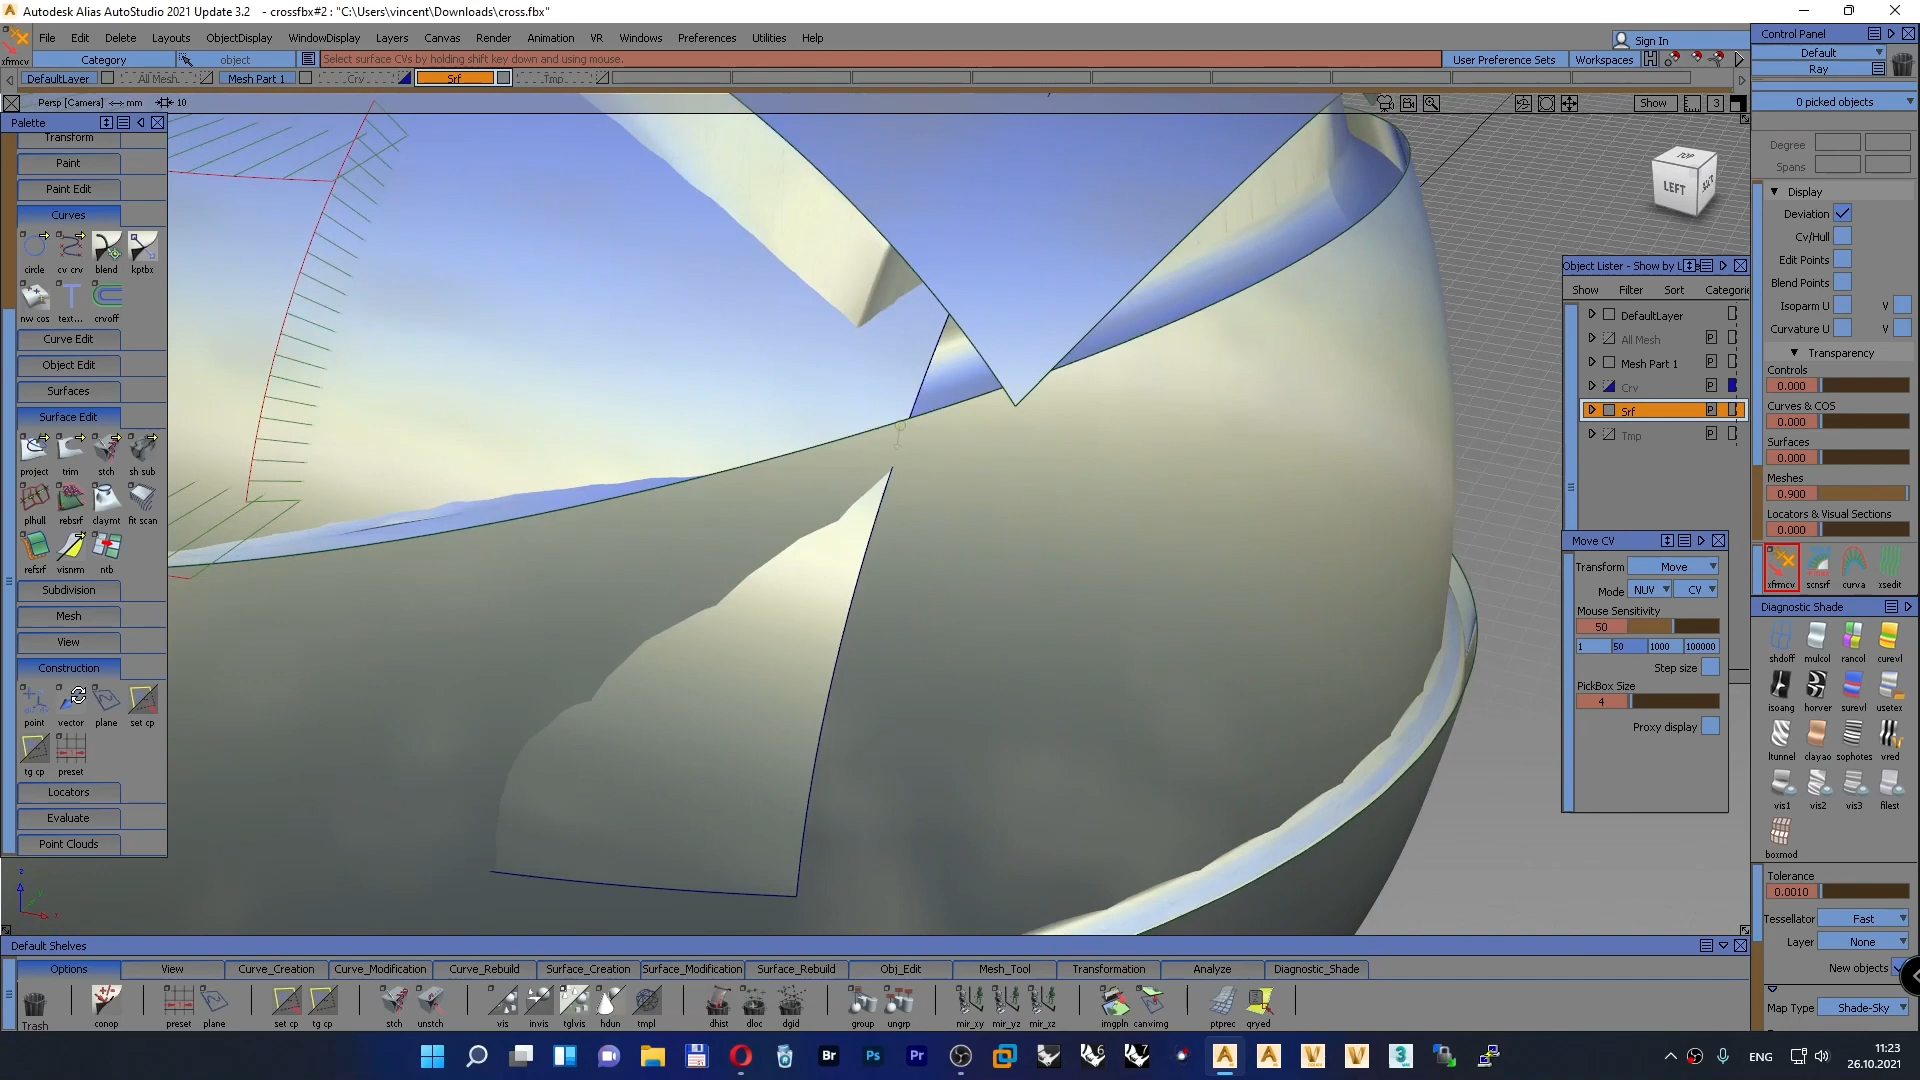 Autodesk Alias AutoStudio 2021 Update 3.2 - crossfbx#2 : "C:\Users\vincent\Downloads\cross.fbx"
File Edit Delete Layouts ObjectDisplay WindowDisplay Layers Canvas Render Animation VR Windows Preferences Utilities Help
Sign In
xfrmcv Category object Select surface CVs by holding shift key down and using mouse. User Preference Sets Workspaces
DefaultLayer All Mesh Mesh Part 1 Crv Srf Tmp
Persp [Camera] mm 10 Show 3
Palette
Transform
Paint
Paint Edit
Curves
circle cv crv blend kptbx
nw cos text... crvoff
Curve Edit
Object Edit
Surfaces
Surface Edit
project trim stch sh sub
plhull rebsrf claymt fit scan
refsrf visnrm ntb
Subdivision
Mesh
View
Construction
point vector plane set cp
tg cp preset
Locators
Evaluate
Point Clouds
TOP
LEFT
Object Lister - Show by L
Show Filter Sort Categorie
DefaultLayer
All Mesh P
Mesh Part 1 P
Crv P
Srf P
Tmp P
Move CV
Transform Move
Mode NUV CV
Mouse Sensitivity
50
1 50 1000 100000
Step size
PickBox Size
4
Proxy display
Control Panel
Default
Ray
0 picked objects
Degree
Spans
Display
Deviation
Cv/Hull
Edit Points
Blend Points
Isoparm U V
Curvature U V
Transparency
Controls
0.000
Curves & COS
0.000
Surfaces
0.000
Meshes
0.900
Locators & Visual Sections
0.000
xfrmcv scnsrf curva xsedit
Diagnostic Shade
shdoff mulcol rancol curevl
isoang horver surevl usetex
ltunnel clayao sophotes vred
vis1 vis2 vis3 filest
boxmod
Tolerance
0.0010
Tessellator Fast
Layer None
New objects
Map Type Shade-Sky
z
x
Default Shelves
Options View Curve_Creation Curve_Modification Curve_Rebuild Surface_Creation Surface_Modification Surface_Rebuild Obj_Edit Mesh_Tool Transformation Analyze Diagnostic_Shade
Trash conop preset plane set cp tg cp stch unstch vis invis tglvis hdun tmpl dhist dloc dgid group ungrp mir_xy mir_yz mir_xz imgpln canvimg ptprec qryed
Br Ps Pr 6 7 A A V V 3 ENG 11:23
26.10.2021